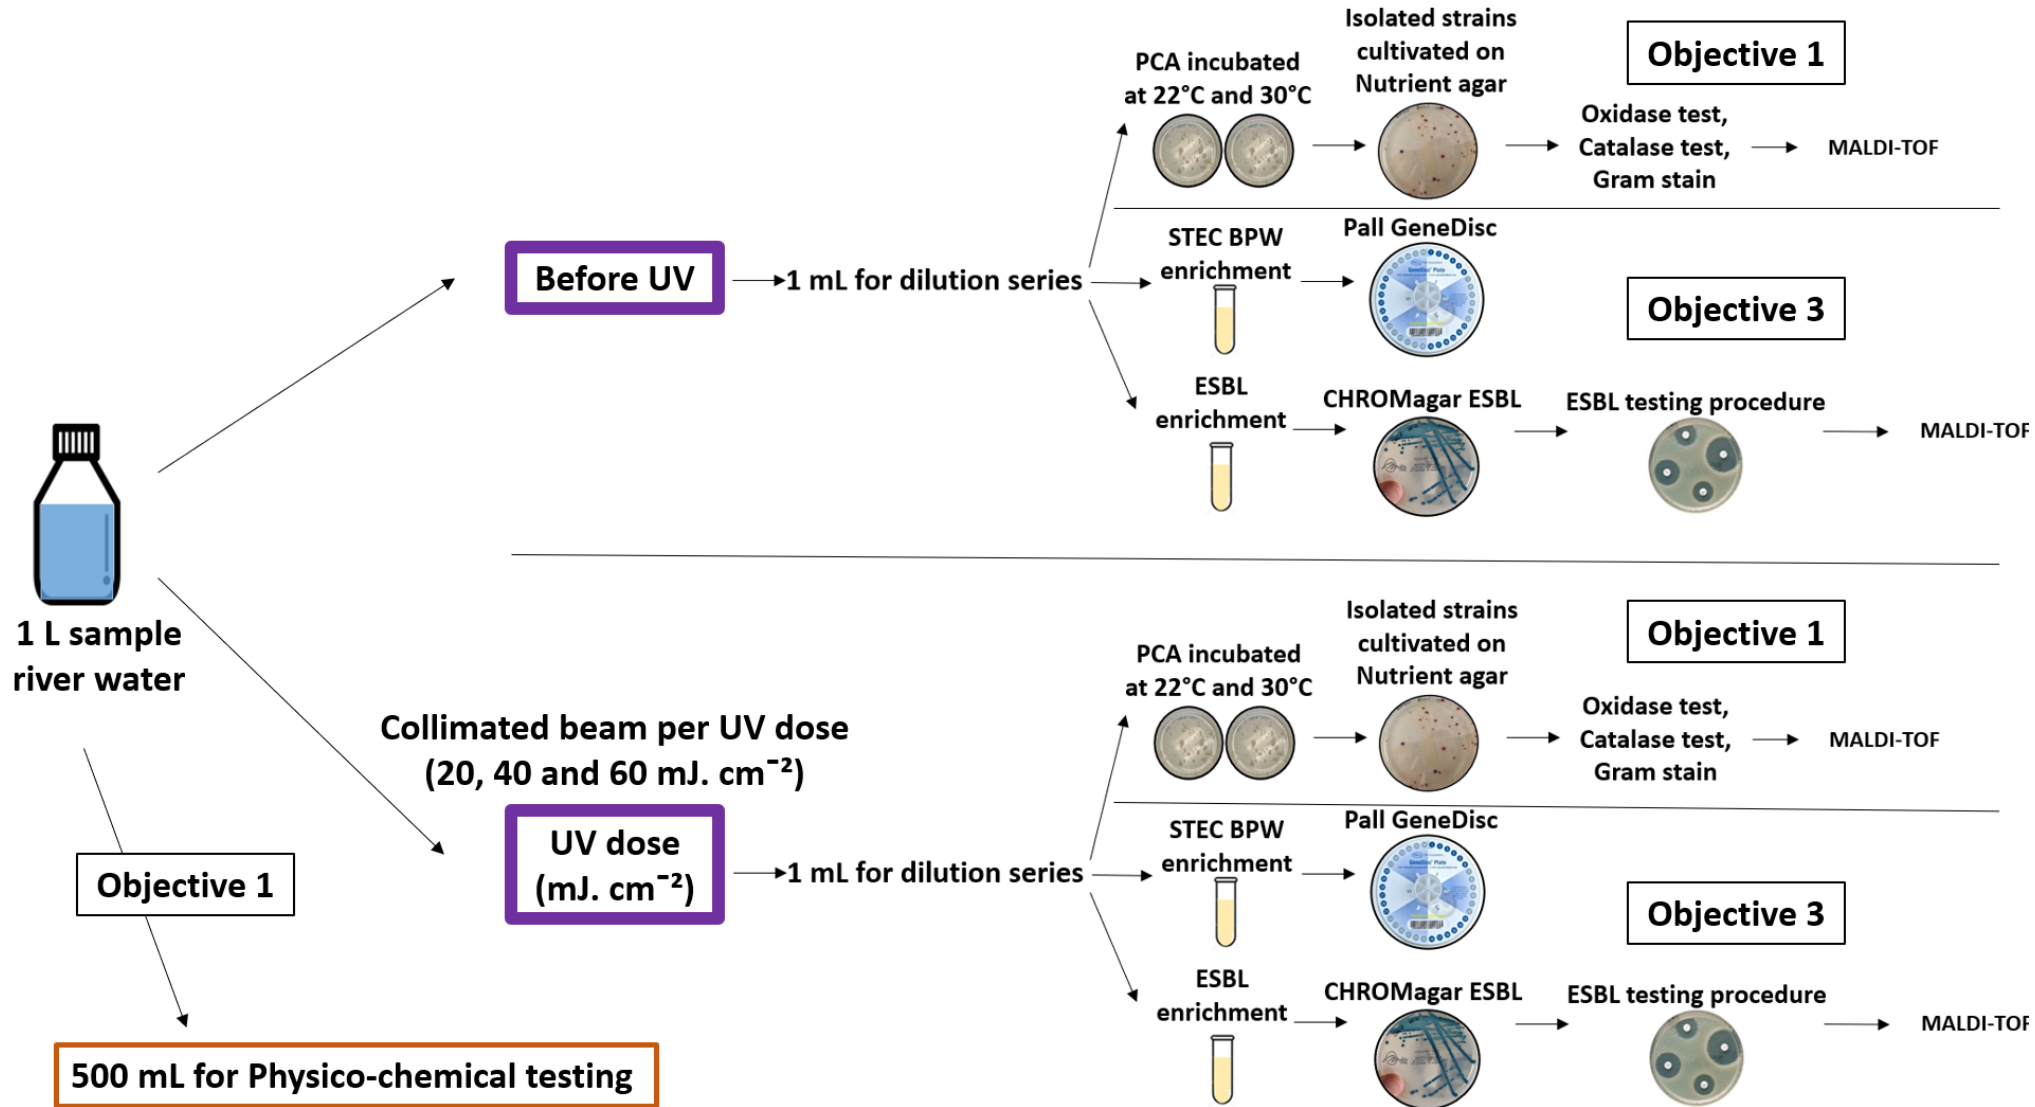 PCA incubated
at 22°C and 30°C
Isolated strains
cultivated on
Nutrient agar
Objective 1
Oxidase test,
Catalase test,
Gram stain
MALDI-TOF
Before UV
1 mL for dilution series
STEC BPW
enrichment
Pall GeneDisc
GeneDisc Plate
Objective 3
ESBL
enrichment
CHROMagar ESBL
ESBL testing procedure
MALDI-TOF
1 L sample
river water
Collimated beam per UV dose
(20, 40 and 60 mJ. cm⁻²)
UV dose
(mJ. cm⁻²)
1 mL for dilution series
PCA incubated
at 22°C and 30°C
Isolated strains
cultivated on
Nutrient agar
Objective 1
Oxidase test,
Catalase test,
Gram stain
MALDI-TOF
STEC BPW
enrichment
Pall GeneDisc
GeneDisc Plate
Objective 3
ESBL
enrichment
CHROMagar ESBL
ESBL testing procedure
MALDI-TOF
Objective 1
500 mL for Physico-chemical testing